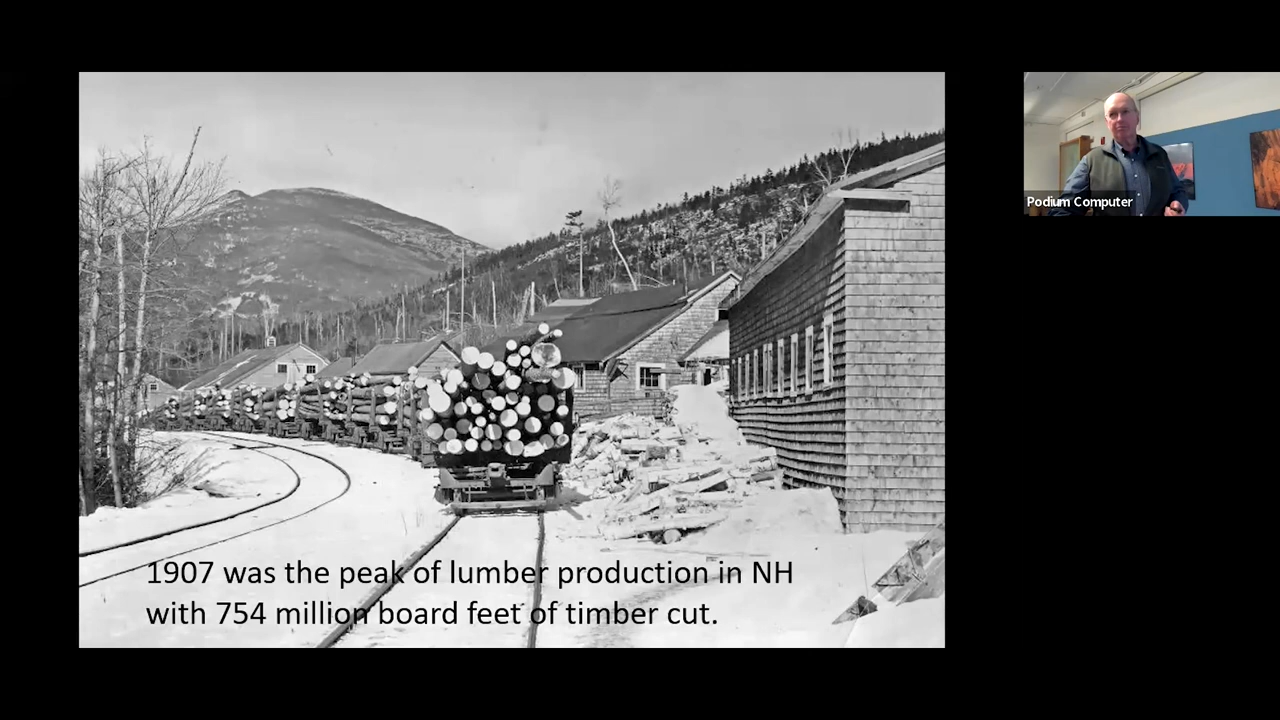 1907 was the peak of lumber production in NH
with 754 million board feet of timber cut.
Podium Computer